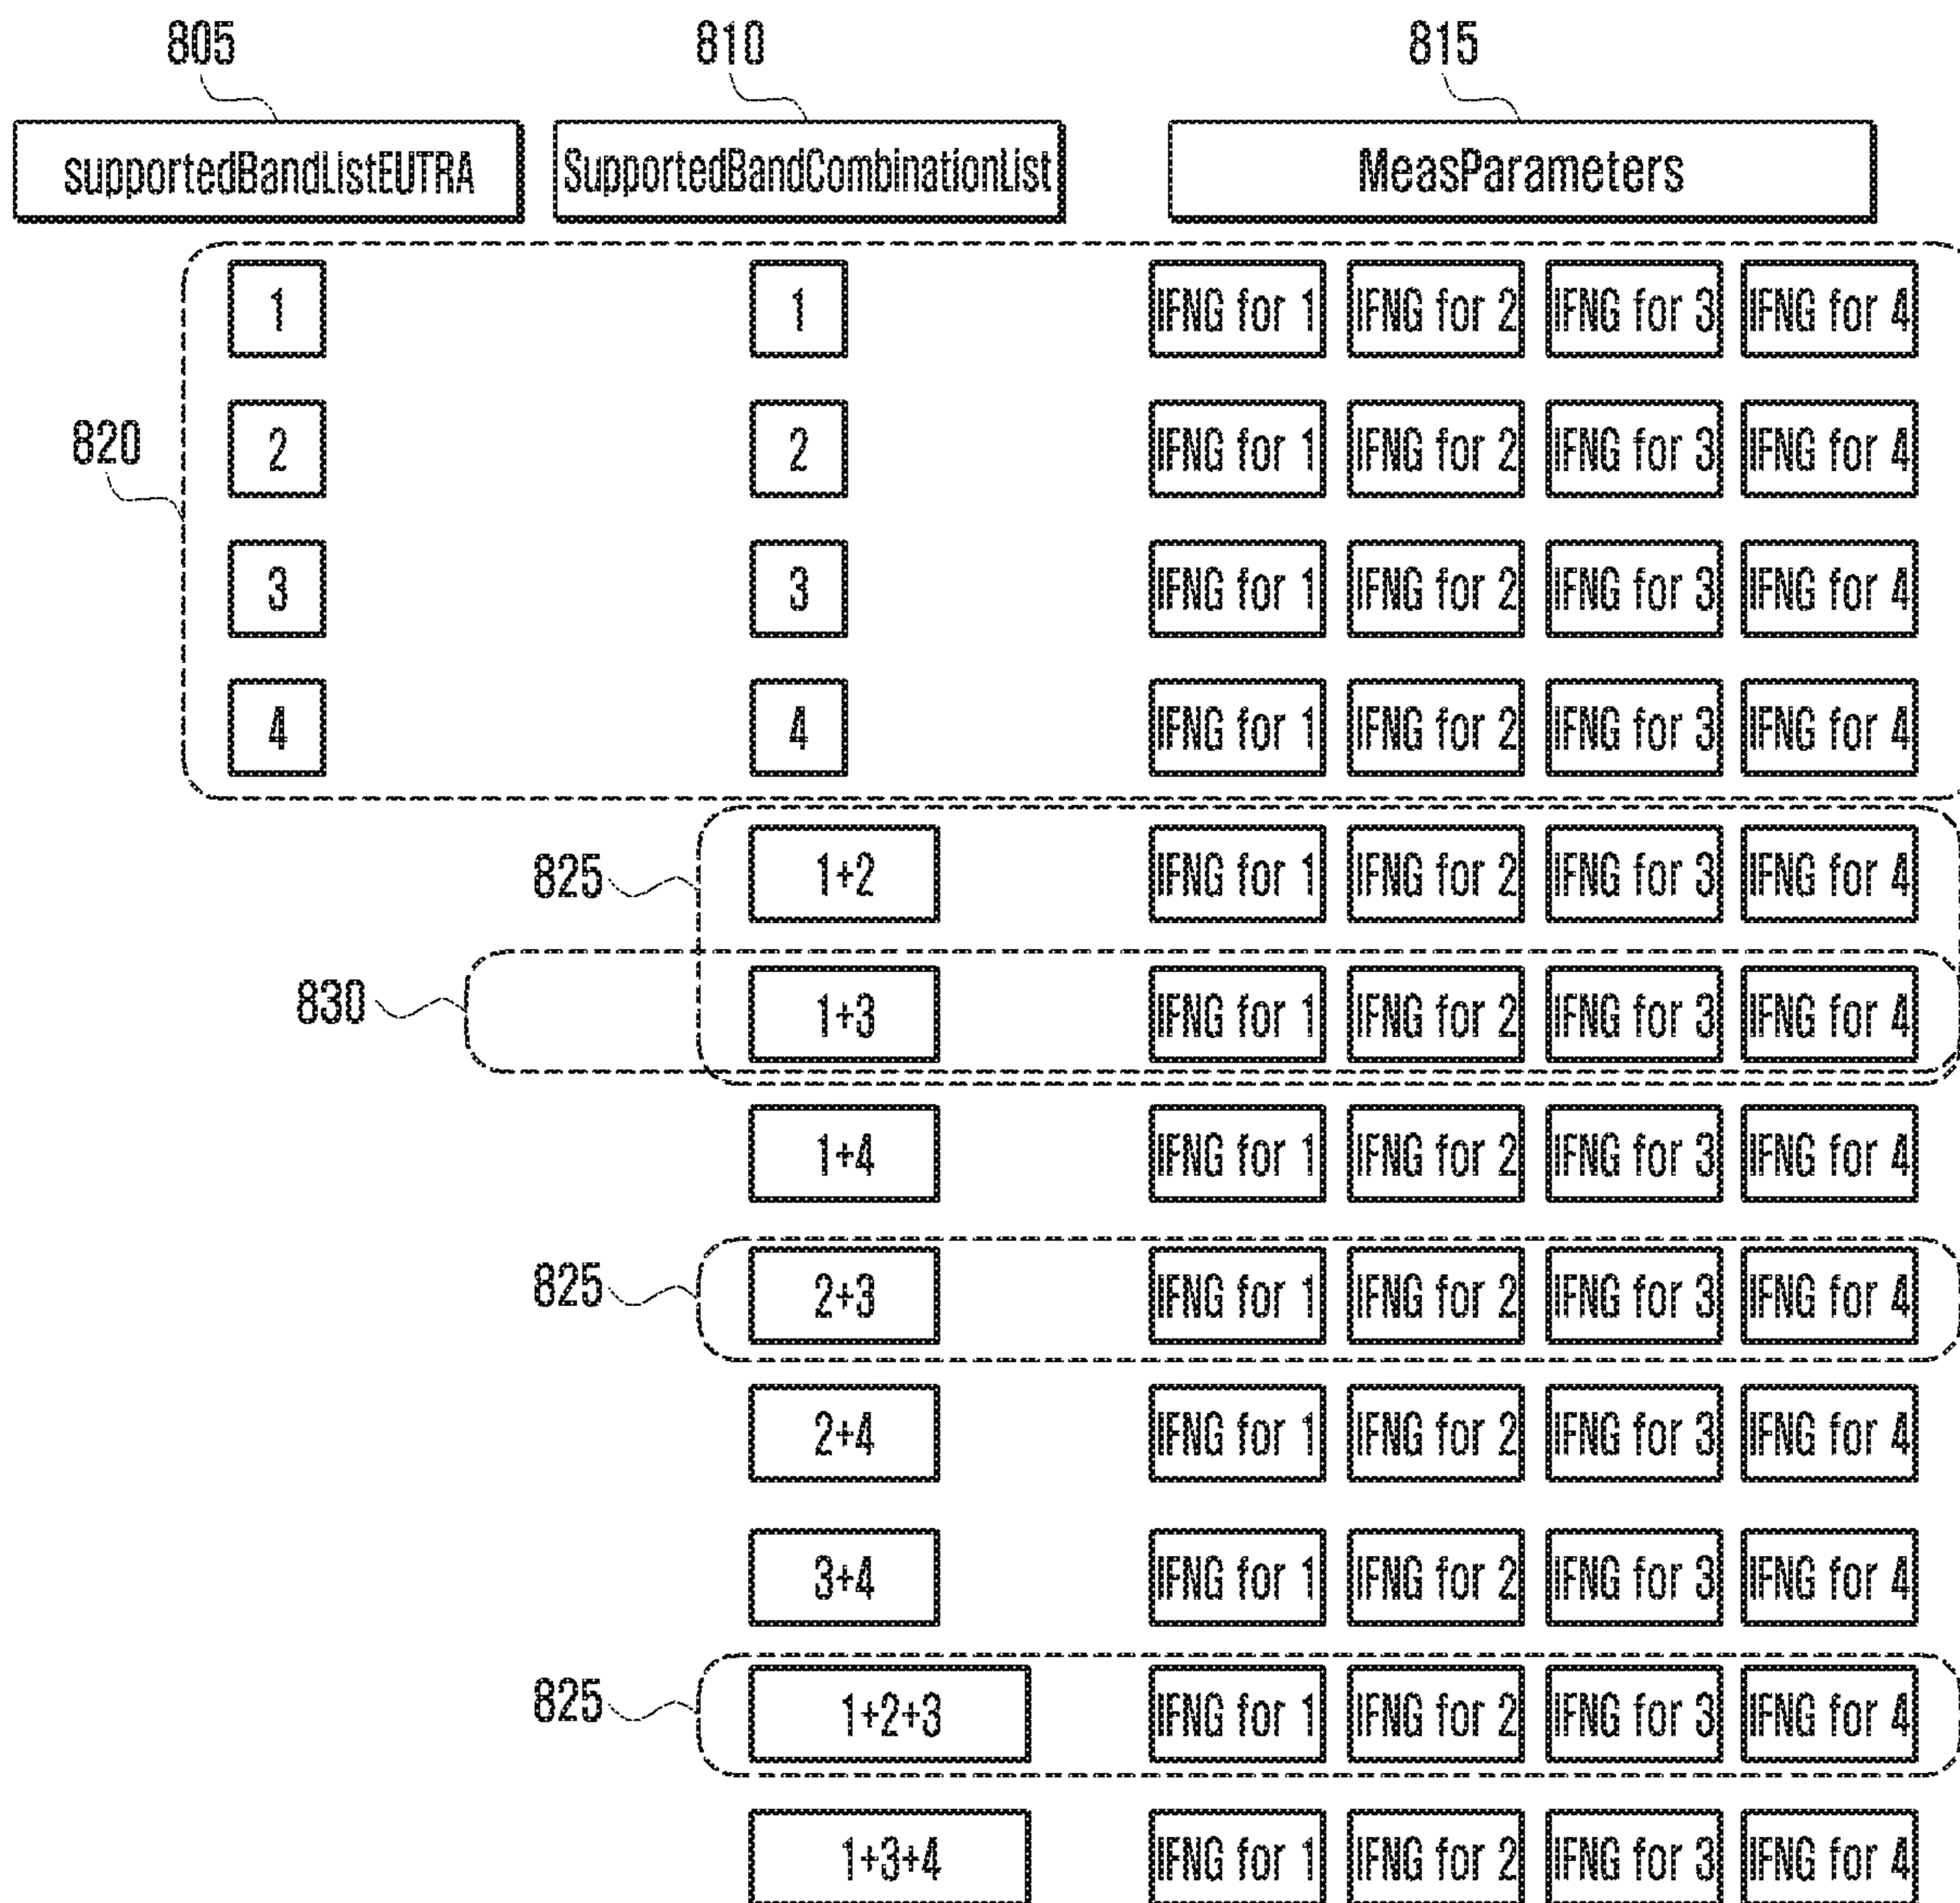 805 810 815
supportedBandListEUTRA SupportedBandCombinationList MeasParameters
1 1 IFNG for 1 IFNG for 2 IFNG for 3 IFNG for 4
820 2 2 IFNG for 1 IFNG for 2 IFNG for 3 IFNG for 4
3 3 IFNG for 1 IFNG for 2 IFNG for 3 IFNG for 4
4 4 IFNG for 1 IFNG for 2 IFNG for 3 IFNG for 4
825 1+2 IFNG for 1 IFNG for 2 IFNG for 3 IFNG for 4
830 1+3 IFNG for 1 IFNG for 2 IFNG for 3 IFNG for 4
1+4 IFNG for 1 IFNG for 2 IFNG for 3 IFNG for 4
825 2+3 IFNG for 1 IFNG for 2 IFNG for 3 IFNG for 4
2+4 IFNG for 1 IFNG for 2 IFNG for 3 IFNG for 4
3+4 IFNG for 1 IFNG for 2 IFNG for 3 IFNG for 4
825 1+2+3 IFNG for 1 IFNG for 2 IFNG for 3 IFNG for 4
1+3+4 IFNG for 1 IFNG for 2 IFNG for 3 IFNG for 4